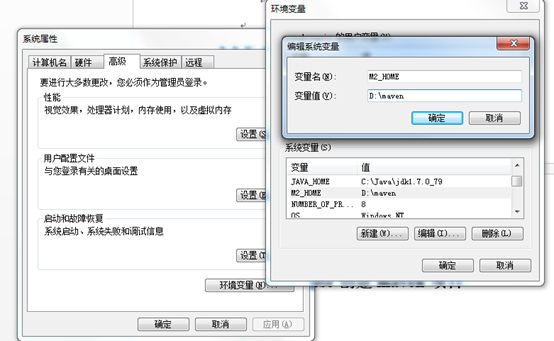 系统属性
计算机名 硬件 高级 系统保护 远程
要进行大多数更改，您必须作为管理员登录。
性能
视觉效果，处理器计划，内存使用，以及虚拟内存
设置(S)
用户配置文件
与您登录有关的桌面设置
设置
启动和故障恢复
系统启动、系统失败和调试信息
设置
环境变量(N)...
确定 取消 应用(A)
环境变量
编辑系统变量
变量名(N): M2_HOME
变量值(V): D:\maven
确定 取消
系统变量(S)
变量 值
JAVA_HOME C:\Java\jdk1.7.0_79
M2_HOME D:\maven
NUMBER_OF_PR... 8
OS Windows_NT
新建(W)... 编辑(I)... 删除(L)
确定 取消